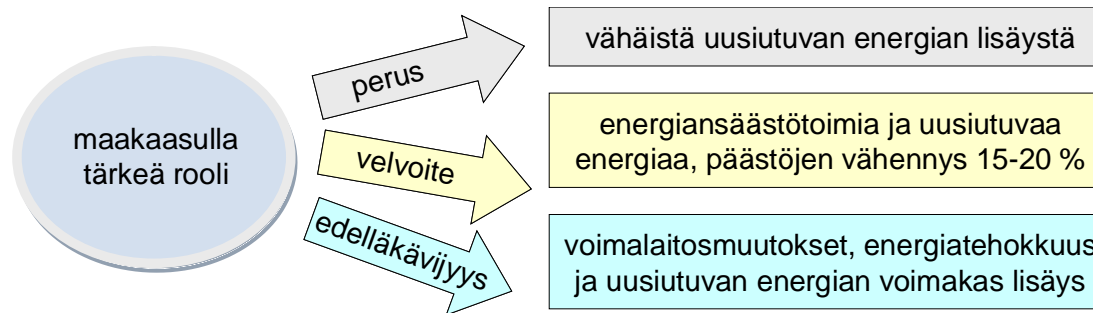 maakaasulla
tärkeä rooli
perus
vähäistä uusiutuvan energian lisäystä
velvoite
energiansäästötoimia ja uusiutuvaa
energiaa, päästöjen vähennys 15-20 %
edelläkävijyys
voimalaitosmuutokset, energiatehokkuus
ja uusiutuvan energian voimakas lisäys